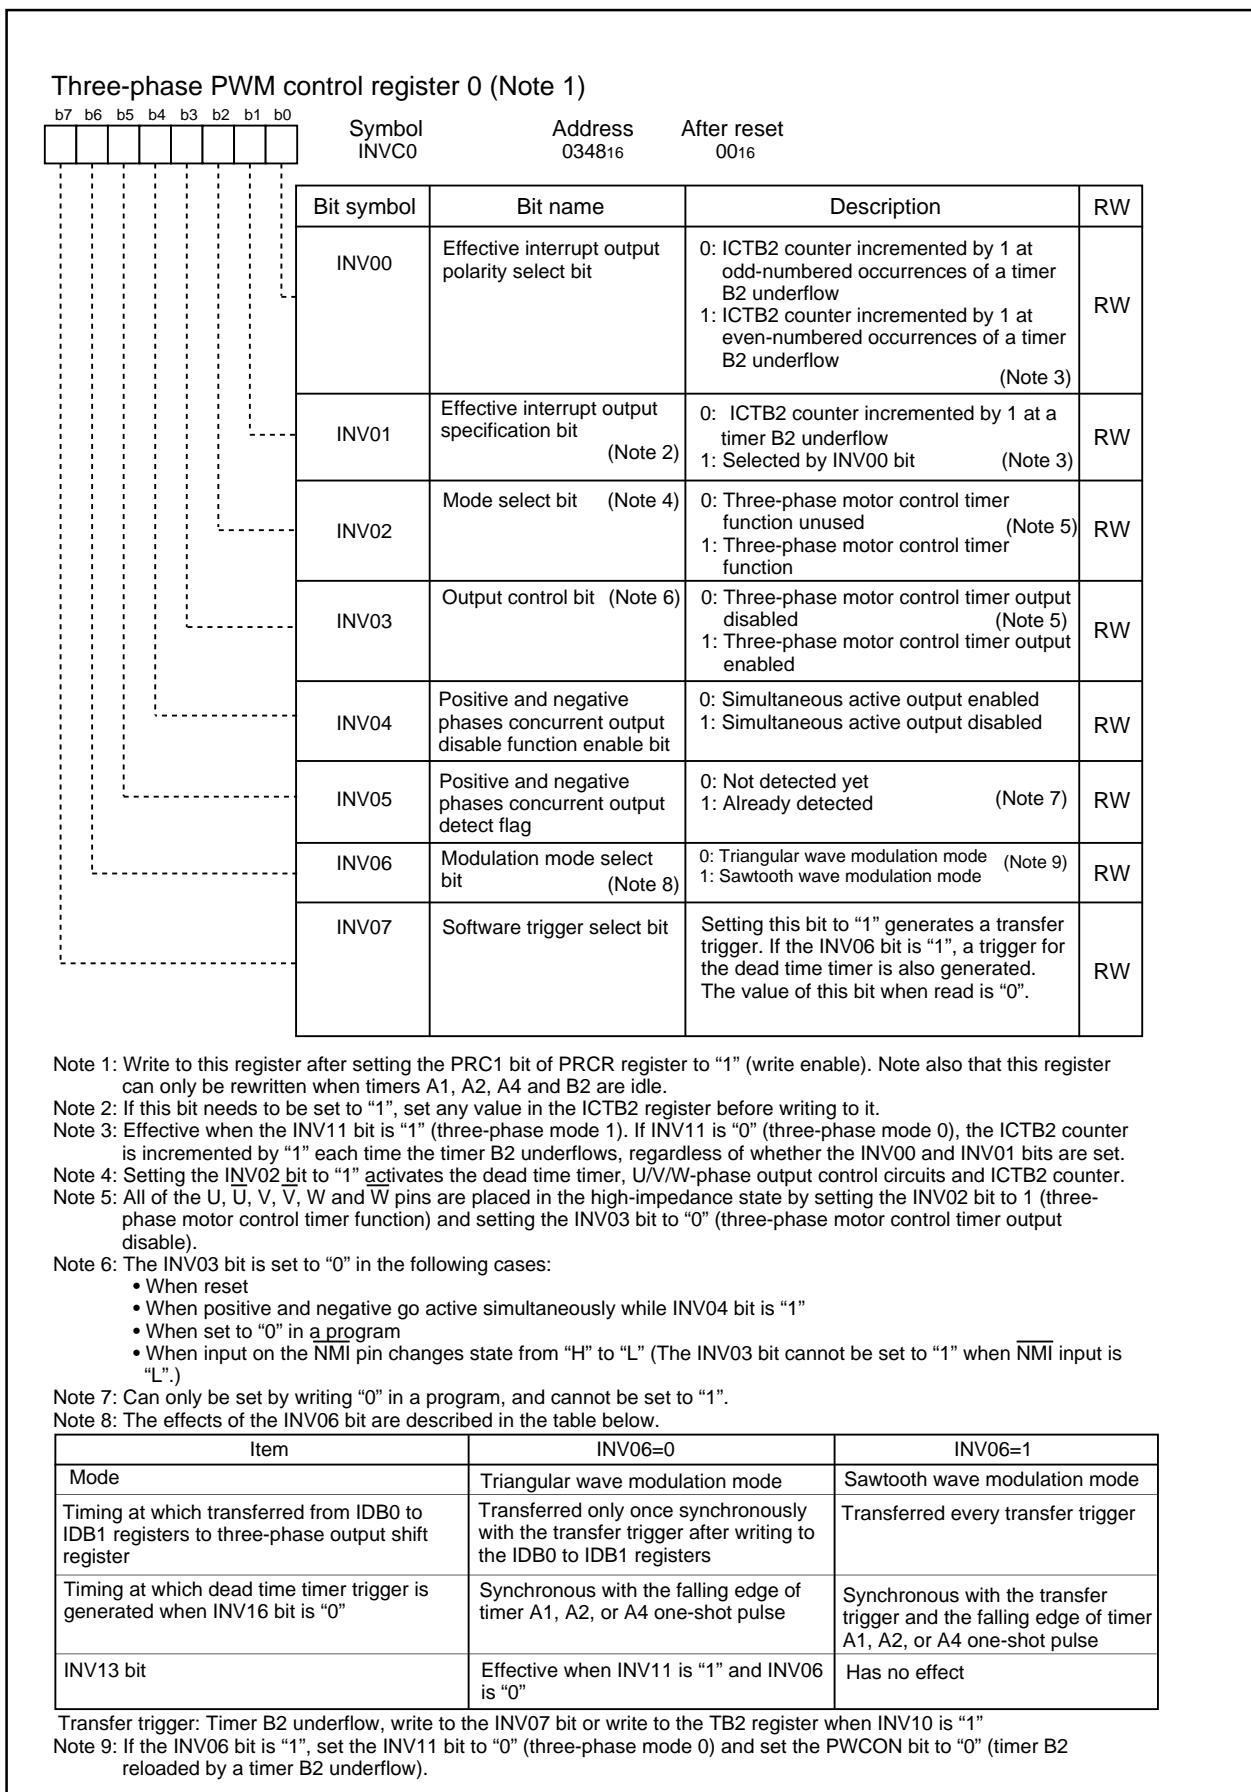 Three-phase PWM control register 0 (Note 1)
b7 b6 b5 b4 b3 b2 b1 b0
Symbol Address After reset
INVC0 034816 0016
Bit symbol Bit name Description RW
INV00
Effective interrupt output
polarity select bit
0: ICTB2 counter incremented by 1 at
odd-numbered occurrences of a timer
B2 underflow
1: ICTB2 counter incremented by 1 at
even-numbered occurrences of a timer
B2 underflow
(Note 3)
RW
INV01
Effective interrupt output
specification bit
(Note 2)
0: ICTB2 counter incremented by 1 at a
timer B2 underflow
1: Selected by INV00 bit (Note 3)
RW
INV02
Mode select bit (Note 4)
0: Three-phase motor control timer
function unused (Note 5)
1: Three-phase motor control timer
function
RW
INV03
Output control bit (Note 6)
0: Three-phase motor control timer output
disabled (Note 5)
1: Three-phase motor control timer output
enabled
RW
INV04
Positive and negative
phases concurrent output
disable function enable bit
0: Simultaneous active output enabled
1: Simultaneous active output disabled
RW
INV05
Positive and negative
phases concurrent output
detect flag
0: Not detected yet
1: Already detected (Note 7)
RW
INV06
Modulation mode select
bit (Note 8)
0: Triangular wave modulation mode (Note 9)
1: Sawtooth wave modulation mode
RW
INV07
Software trigger select bit
Setting this bit to “1” generates a transfer
trigger. If the INV06 bit is “1”, a trigger for
the dead time timer is also generated.
The value of this bit when read is “0”.
RW
Note 1: Write to this register after setting the PRC1 bit of PRCR register to “1” (write enable). Note also that this register
can only be rewritten when timers A1, A2, A4 and B2 are idle.
Note 2: If this bit needs to be set to “1”, set any value in the ICTB2 register before writing to it.
Note 3: Effective when the INV11 bit is “1” (three-phase mode 1). If INV11 is “0” (three-phase mode 0), the ICTB2 counter
is incremented by “1” each time the timer B2 underflows, regardless of whether the INV00 and INV01 bits are set.
Note 4: Setting the INV02 bit to “1” activates the dead time timer, U/V/W-phase output control circuits and ICTB2 counter.
Note 5: All of the U, U̅, V, V̅, W and W̅ pins are placed in the high-impedance state by setting the INV02 bit to 1 (three-
phase motor control timer function) and setting the INV03 bit to “0” (three-phase motor control timer output
disable).
Note 6: The INV03 bit is set to “0” in the following cases:
• When reset
• When positive and negative go active simultaneously while INV04 bit is “1”
• When set to “0” in a program
• When input on the N̅M̅I̅ pin changes state from “H” to “L” (The INV03 bit cannot be set to “1” when N̅M̅I̅ input is
“L”.)
Note 7: Can only be set by writing “0” in a program, and cannot be set to “1”.
Note 8: The effects of the INV06 bit are described in the table below.
Item INV06=0 INV06=1
Mode Triangular wave modulation mode Sawtooth wave modulation mode
Timing at which transferred from IDB0 to
IDB1 registers to three-phase output shift
register
Transferred only once synchronously
with the transfer trigger after writing to
the IDB0 to IDB1 registers
Transferred every transfer trigger
Timing at which dead time timer trigger is
generated when INV16 bit is “0”
Synchronous with the falling edge of
timer A1, A2, or A4 one-shot pulse
Synchronous with the transfer
trigger and the falling edge of timer
A1, A2, or A4 one-shot pulse
INV13 bit
Effective when INV11 is “1” and INV06
is “0”
Has no effect
Transfer trigger: Timer B2 underflow, write to the INV07 bit or write to the TB2 register when INV10 is “1”
Note 9: If the INV06 bit is “1”, set the INV11 bit to “0” (three-phase mode 0) and set the PWCON bit to “0” (timer B2
reloaded by a timer B2 underflow).